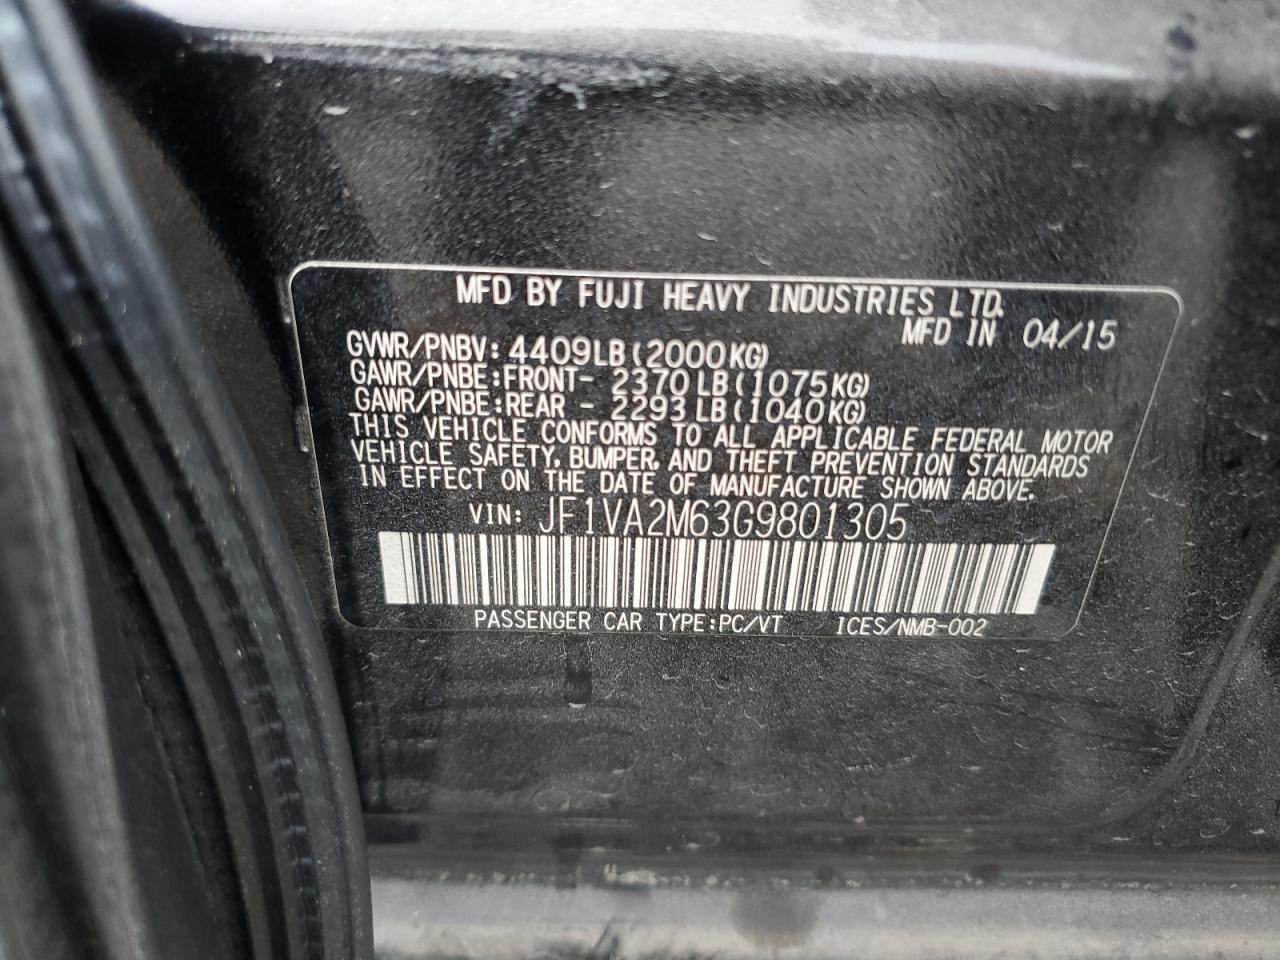 MFD BY FUJI HEAVY INDUSTRIES LTD.
MFD IN 04/15
GVWR/PNBV: 4409LB(2000KG)
GAWR/PNBE:FRONT- 2370LB(1075KG)
GAWR/PNBE:REAR - 2293LB(1040KG)
THIS VEHICLE CONFORMS TO ALL APPLICABLE FEDERAL MOTOR
VEHICLE SAFETY, BUMPER, AND THEFT PREVENTION STANDARDS
IN EFFECT ON THE DATE OF MANUFACTURE SHOWN ABOVE.
VIN: JF1VA2M63G9801305
PASSENGER CAR TYPE:PC/VT ICES/NMB-002